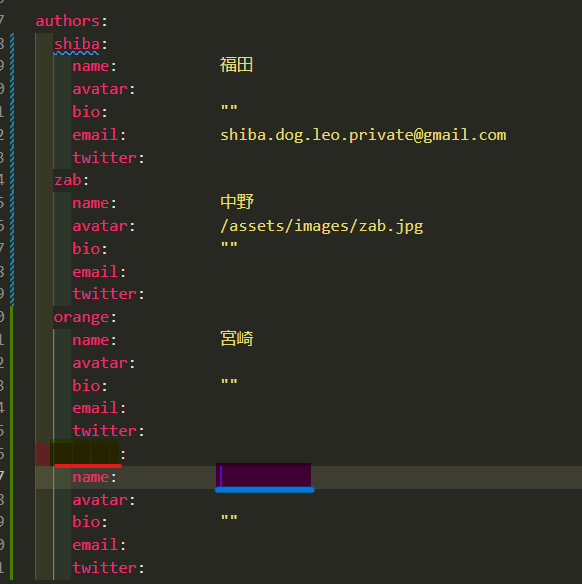 authors:
shiba:
name: 福田
avatar:
bio: ""
email: shiba.dog.leo.private@gmail.com
twitter:
zab:
name: 中野
avatar: /assets/images/zab.jpg
bio: ""
email:
twitter:
orange:
name: 宮崎
avatar:
bio: ""
email:
twitter:
:
name:
avatar:
bio: ""
email:
twitter: